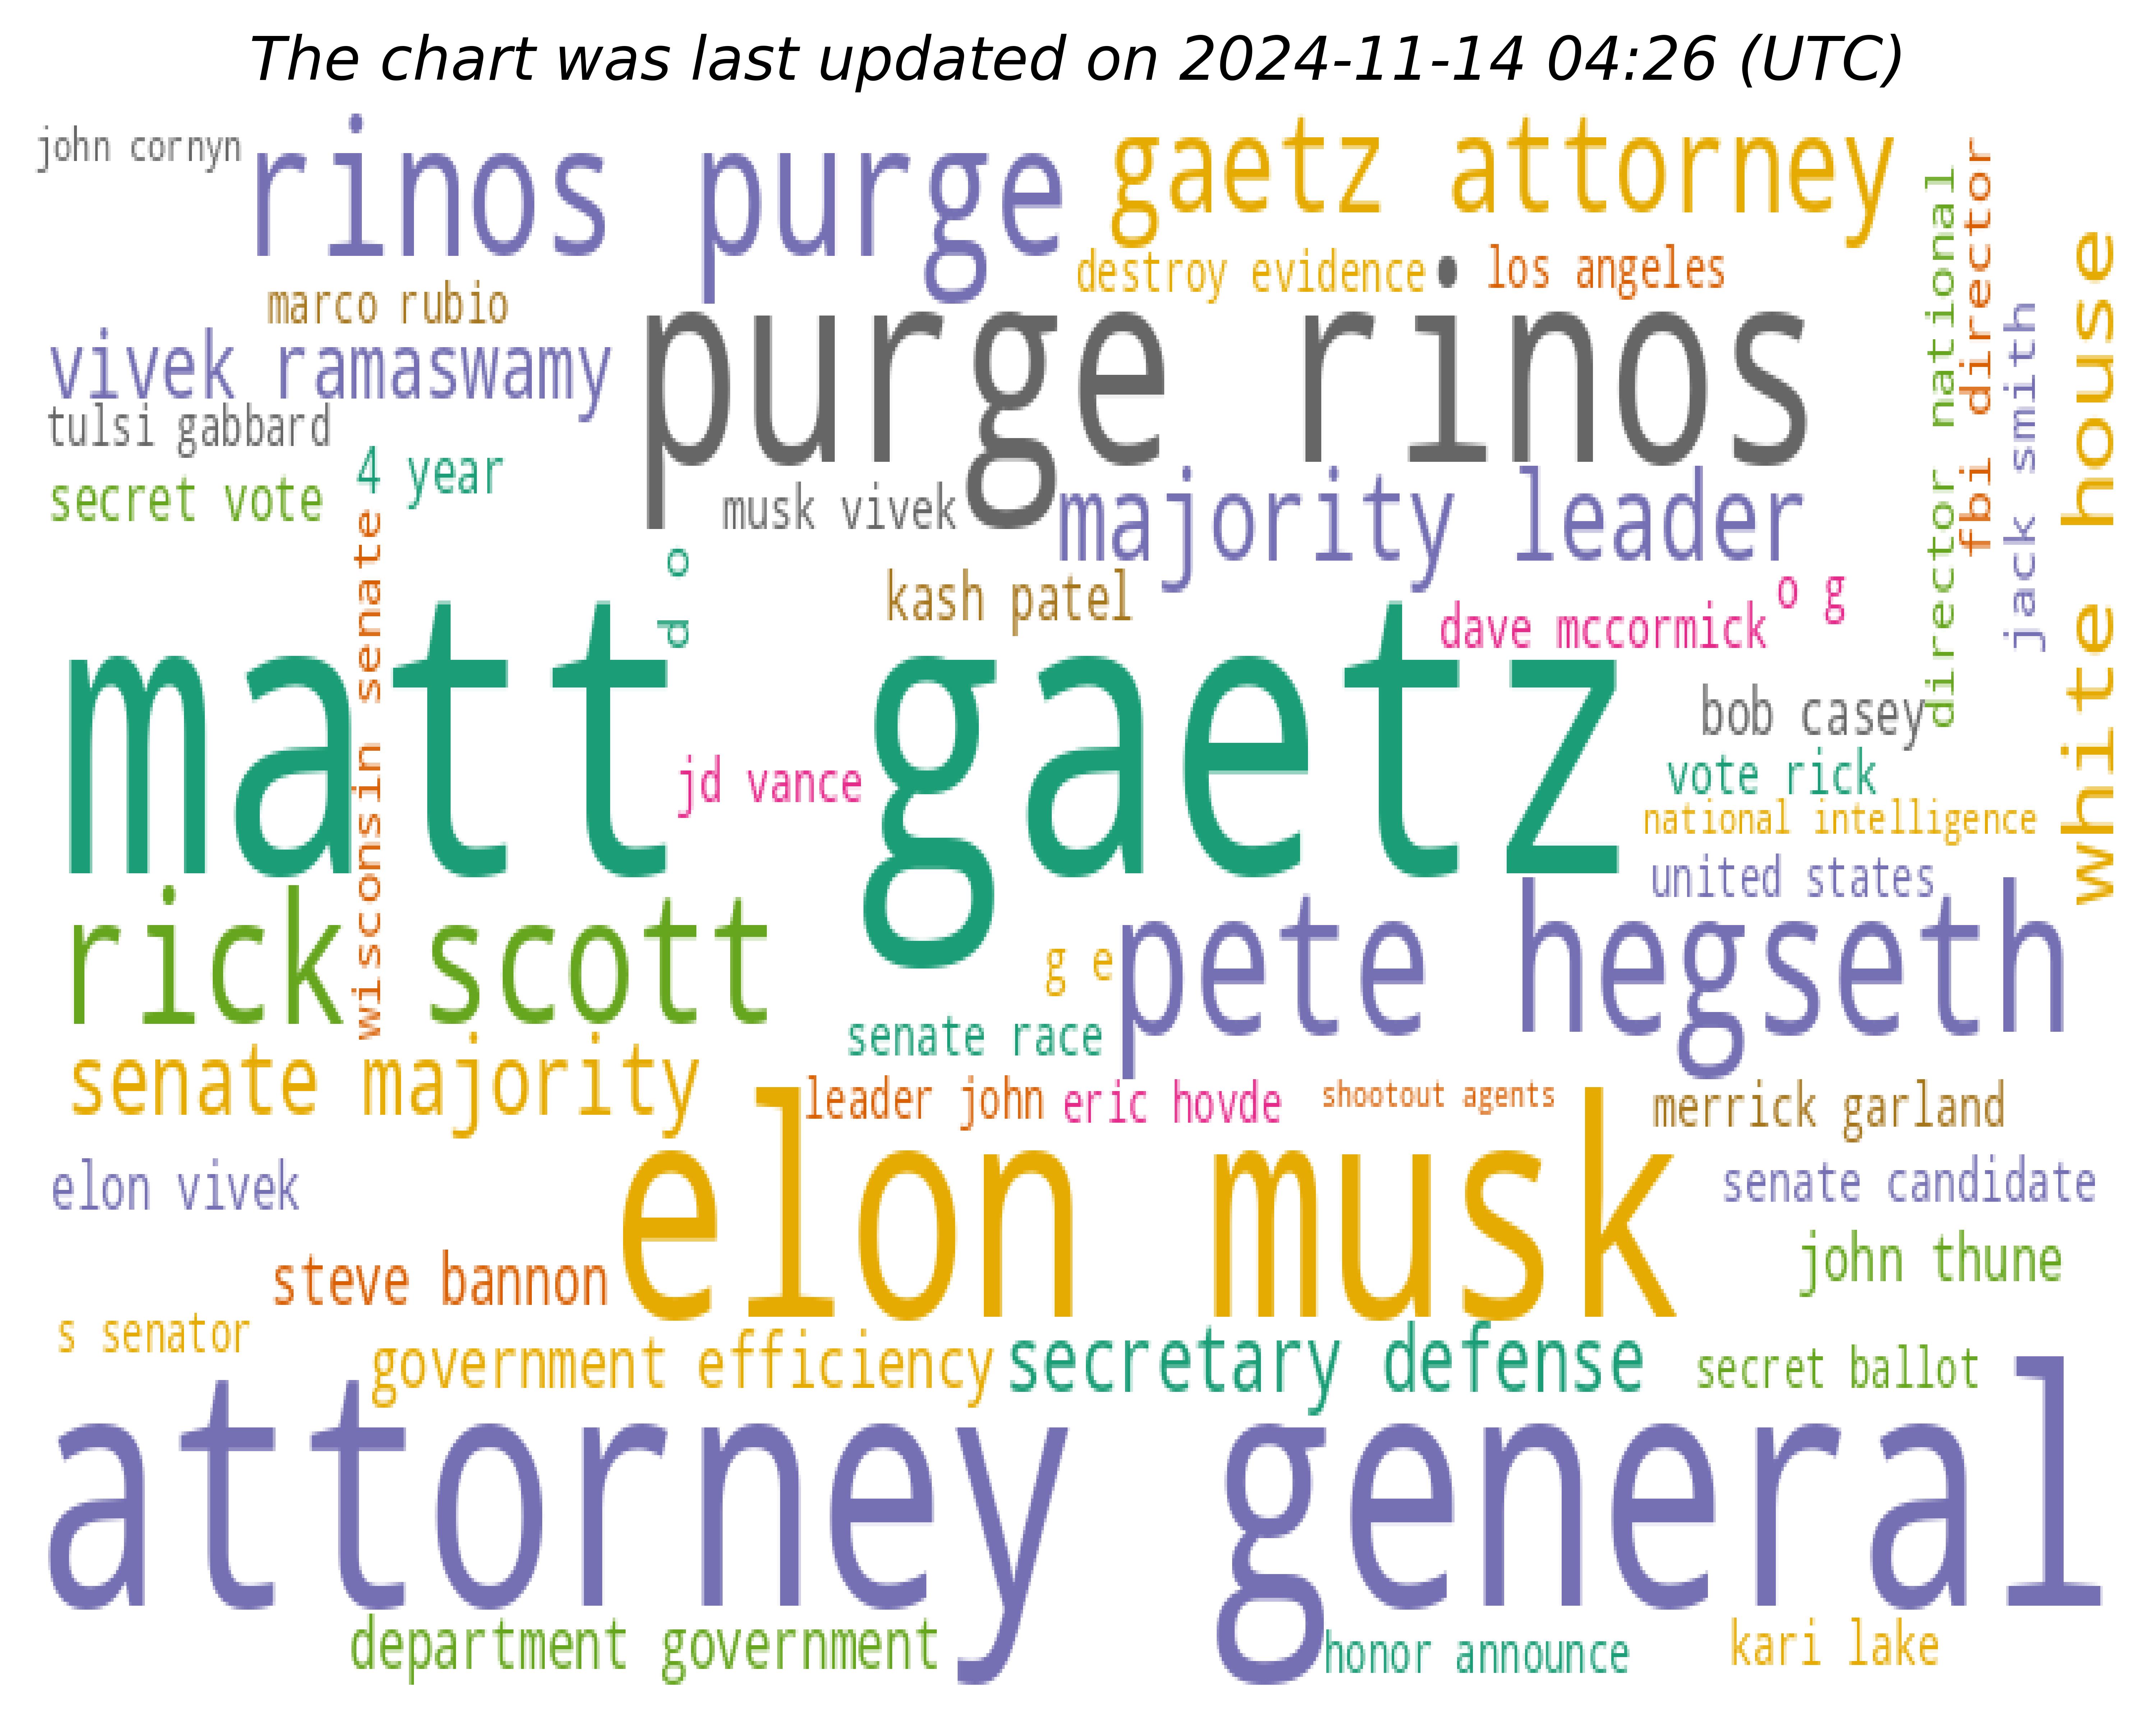 The chart was last updated on 2024-11-14 04:26 (UTC)
john cornyn
rinos purge
gaetz attorney
destroy evidence
los angeles
marco rubio
purge rinos
vivek ramaswamy
tulsi gabbard
4 year
secret vote
musk vivek
majority leader
director national
fbi director
jack smith
white house
wisconsin senate
d o
kash patel
o g
dave mccormick
matt gaetz
bob casey
jd vance
vote rick
national intelligence
united states
rick scott
pete hegseth
g e
senate race
senate majority
leader john
eric hovde
shootout agents
merrick garland
elon musk
elon vivek
senate candidate
john thune
steve bannon
s senator
government efficiency
secretary defense
secret ballot
attorney general
department government
honor announce
kari lake